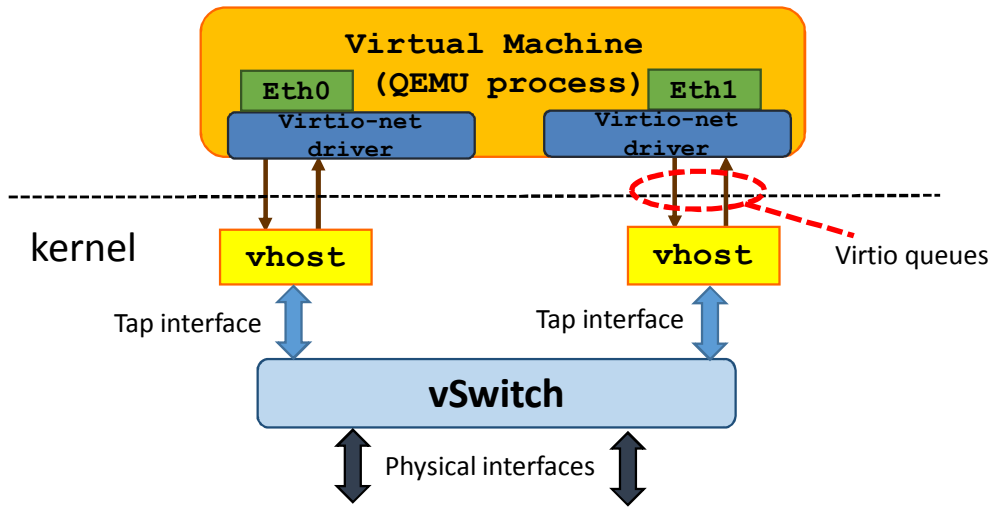 Virtual Machine
(QEMU process)
Eth0
Eth1
Virtio-net
driver
Virtio-net
driver
kernel
vhost
vhost
Virtio queues
Tap interface
Tap interface
vSwitch
Physical interfaces